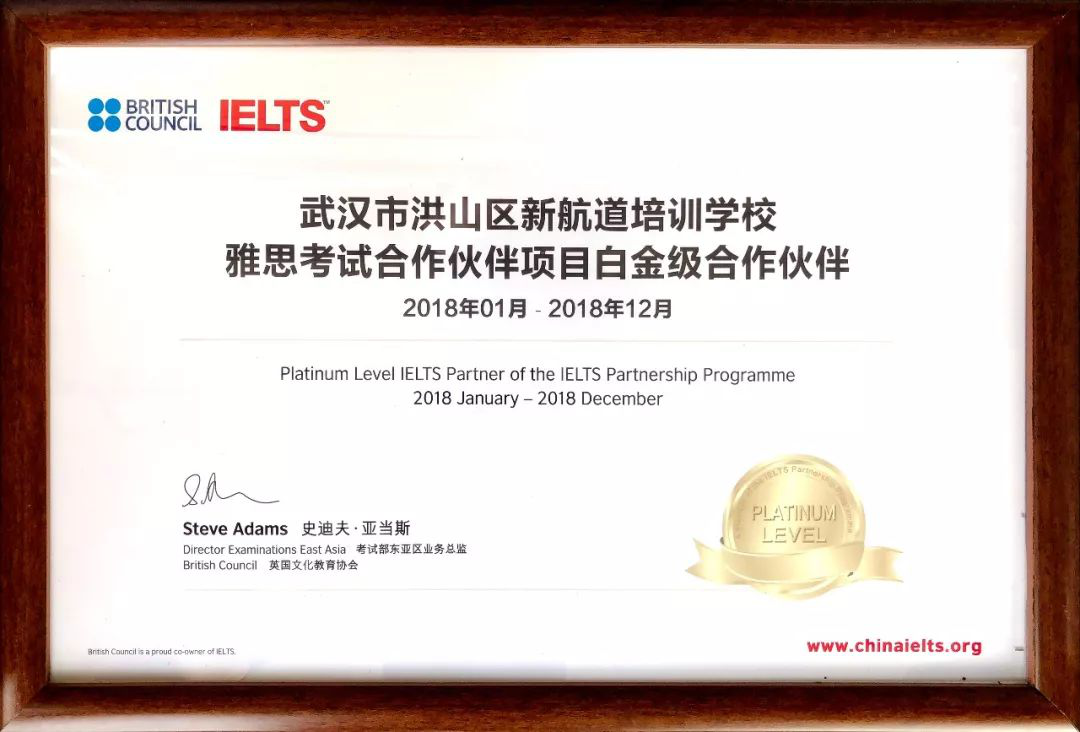 BRITISH COUNCIL IELTS™
武汉市洪山区新航道培训学校
雅思考试合作伙伴项目白金级合作伙伴
2018年01月 - 2018年12月
Platinum Level IELTS Partner of the IELTS Partnership Programme
2018 January – 2018 December
Steve Adams 史迪夫·亚当斯
Director Examinations East Asia 考试部东亚区业务总监
British Council 英国文化教育协会
IELTS Partnership Programme
PLATINUM
LEVEL
British Council is a proud co-owner of IELTS.
www.chinaielts.org